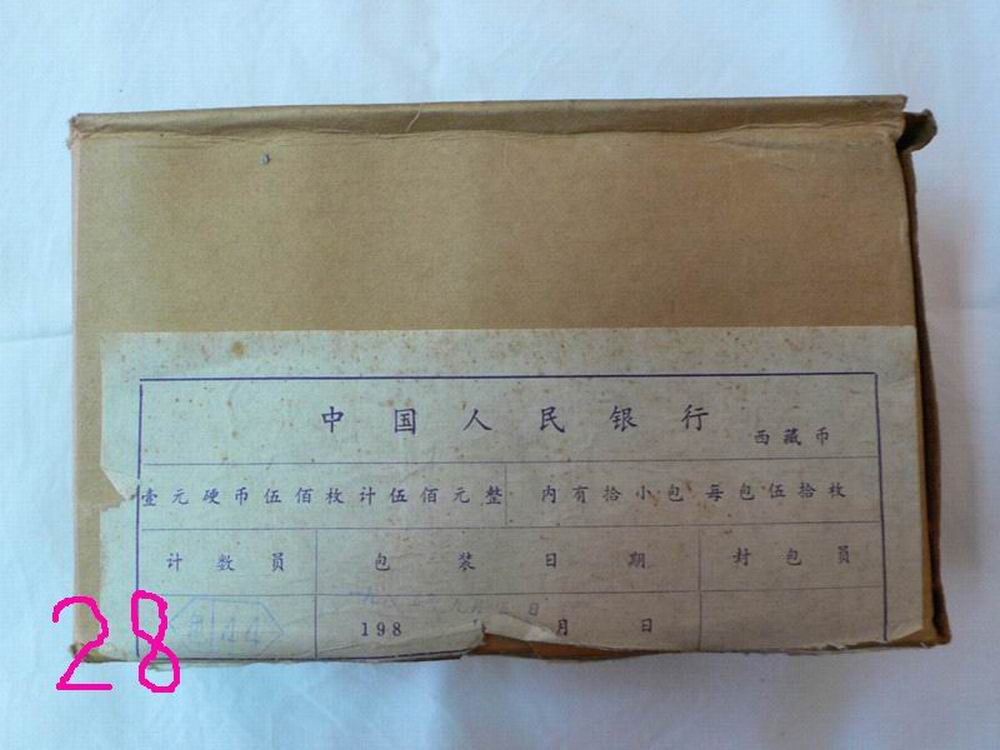 中国人民银行
西藏币
壹元硬币伍佰枚计伍佰元整 内有拾小包 每包伍拾枚
计数员 包装日期 封包员
44
198 月 日
28